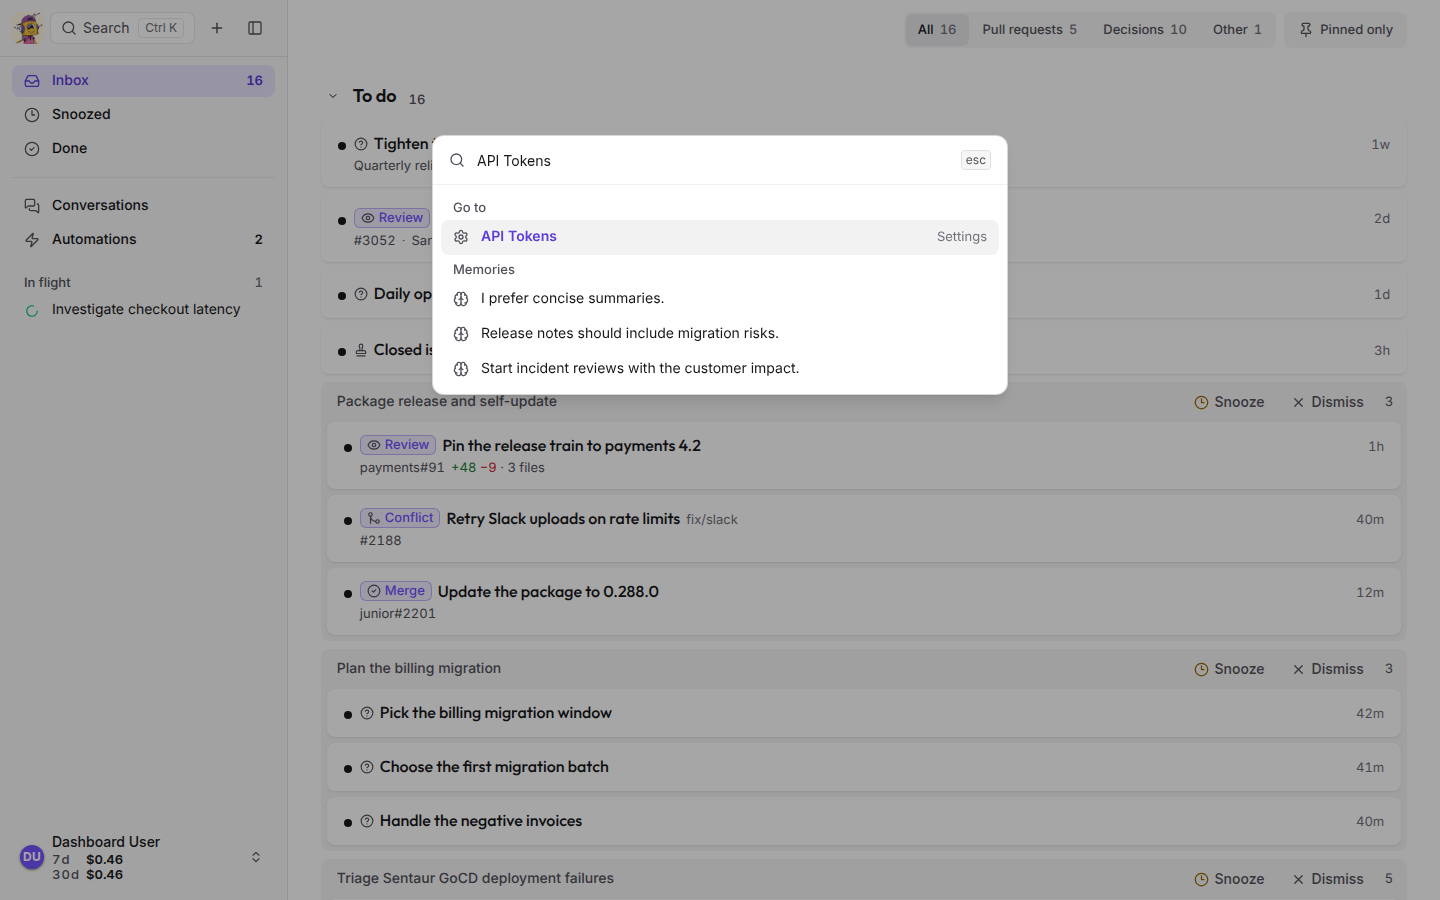 Search Ctrl K
Inbox 16
Snoozed
Done
Conversations
Automations 2
In flight 1
Investigate checkout latency
Dashboard User
DU
7d $0.46
30d $0.46
All 16 Pull requests 5 Decisions 10 Other 1 Pinned only
To do 16
Tighten 1w
Quarterly reli
Review 2d
#3052 · Sar
Daily op 1d
Closed is 3h
API Tokens esc
Go to
API Tokens Settings
Memories
I prefer concise summaries.
Release notes should include migration risks.
Start incident reviews with the customer impact.
Package release and self-update Snooze Dismiss 3
Review Pin the release train to payments 4.2 1h
payments#91 +48 −9 · 3 files
Conflict Retry Slack uploads on rate limits fix/slack 40m
#2188
Merge Update the package to 0.288.0 12m
junior#2201
Plan the billing migration Snooze Dismiss 3
Pick the billing migration window 42m
Choose the first migration batch 41m
Handle the negative invoices 40m
Triage Sentaur GoCD deployment failures Snooze Dismiss 5